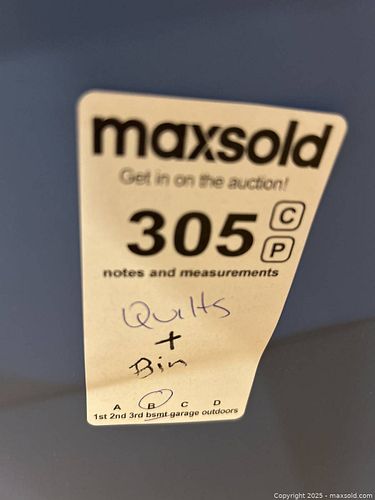 maxsold
Get in on the auction!
305
C
P
notes and measurements
Quilts
+
Bin
A B C D
1st 2nd 3rd bsmt garage outdoors
Copyright © 2025 - maxsold.com